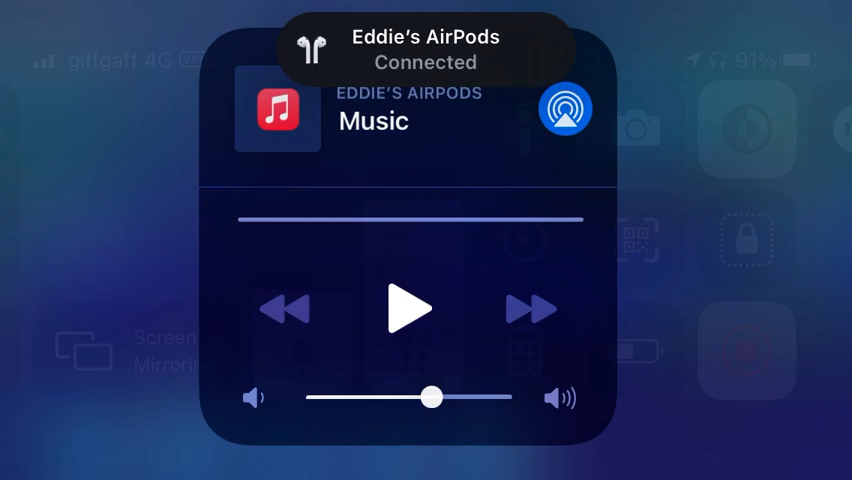 Eddie’s AirPods
Connected
giffgaff 4G
91%
EDDIE’S AIRPODS
Music
Screen
Mirroring